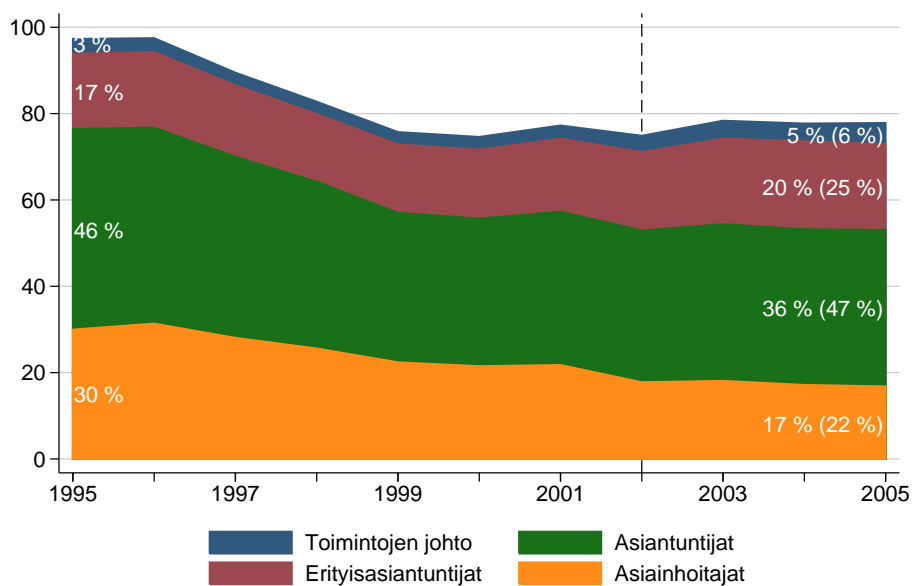 100
80
60
40
20
0
3 %
17 %
46 %
30 %
5 % (6 %)
20 % (25 %)
36 % (47 %)
17 % (22 %)
1995 1997 1999 2001 2003 2005
Toimintojen johto Asiantuntijat
Erityisasiantuntijat Asiainhoitajat